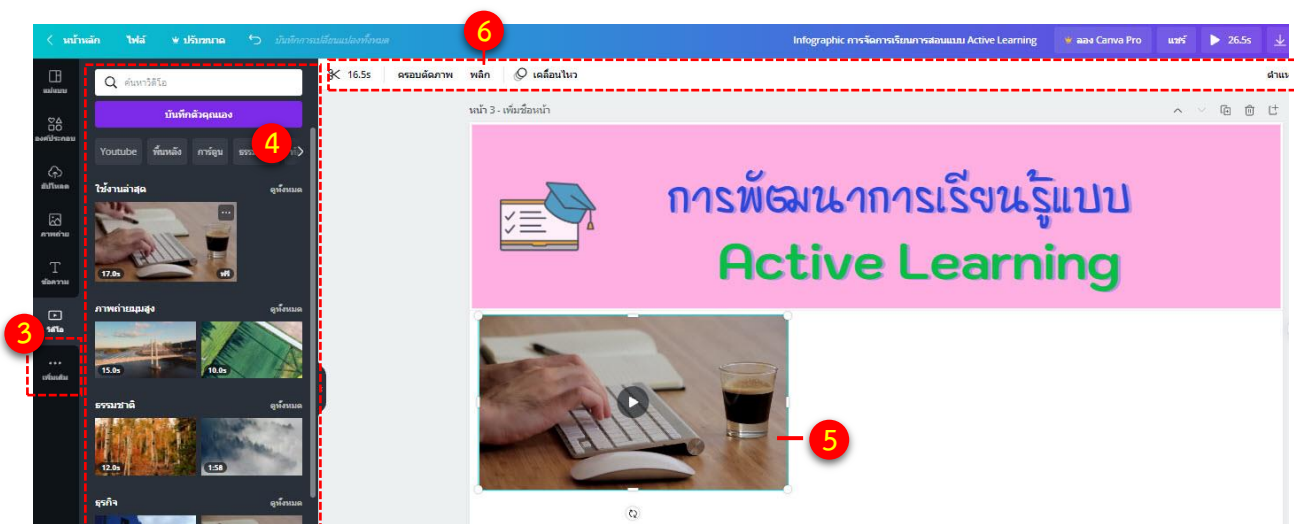 หน้าหลัก ไฟล์ ปรับขนาด บันทึกการเปลี่ยนแปลงทั้งหมด
Infographic การจัดการเรียนการสอนแบบ Active Learning ลอง Canva Pro แชร์ 26.5s
6
16.5s ครอบตัดภาพ พลิก เคลื่อนไหว
แม่แบบ
องค์ประกอบ
อัปโหลด
ภาพถ่าย
T
ข้อความ
วิดีโอ
3
เพิ่มเติม
ค้นหาวิดีโอ
บันทึกตัวคุณเอง
4
Youtube พื้นหลัง การ์ตูน
ใช้งานล่าสุด ดูทั้งหมด
17.0s ฟรี
ภาพถ่ายมุมสูง ดูทั้งหมด
15.0s 10.0s
ธรรมชาติ ดูทั้งหมด
12.0s 1:58
ธุรกิจ ดูทั้งหมด
หน้า 3 - เพิ่มชื่อหน้า
การพัฒนาการเรียนรู้แบบ
Active Learning
5